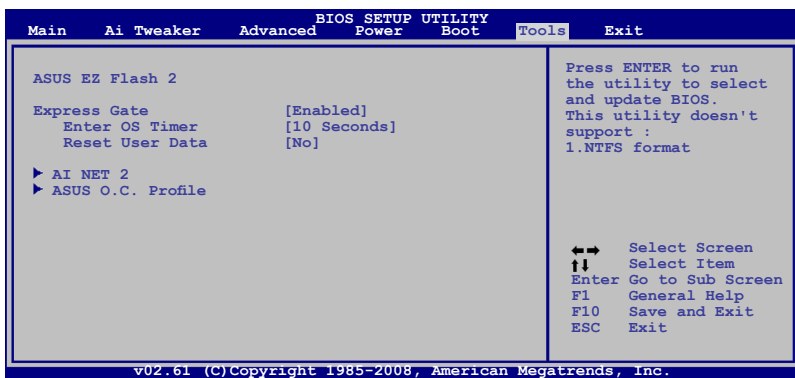 BIOS SETUP UTILITY
Main Ai Tweaker Advanced Power Boot Tools Exit
ASUS EZ Flash 2
Express Gate [Enabled]
Enter OS Timer [10 Seconds]
Reset User Data [No]
AI NET 2
ASUS O.C. Profile
Press ENTER to run
the utility to select
and update BIOS.
This utility doesn't
support :
1.NTFS format
←→ Select Screen
↑↓ Select Item
Enter Go to Sub Screen
F1 General Help
F10 Save and Exit
ESC Exit
v02.61 (C)Copyright 1985-2008, American Megatrends, Inc.